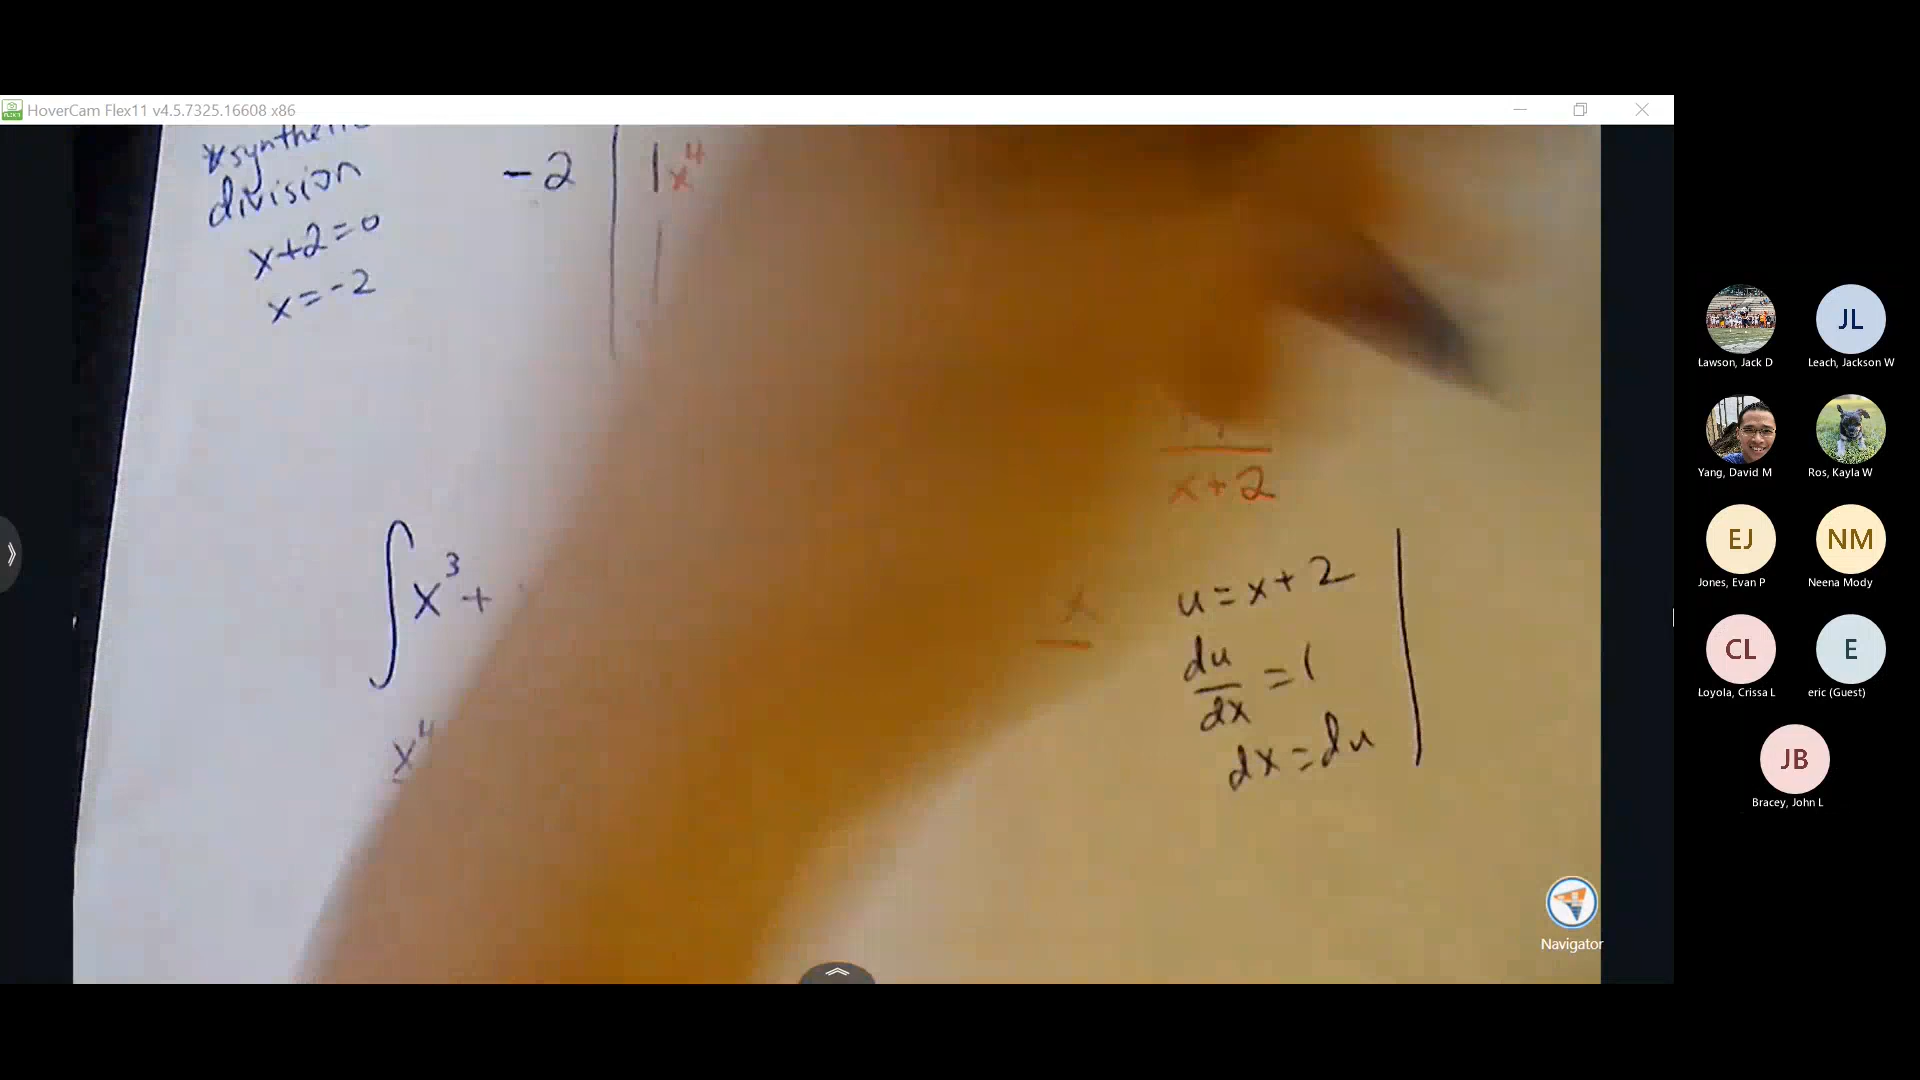 HoverCam Flex11 v4.5.7325.16608 x86
division
x+2=0
x=-2
-2 | 1x⁴
x+2
∫x³+
x⁴
x
u=x+2
du/dx=1
dx=du
Navigator
Lawson, Jack D
JL
Leach, Jackson W
Yang, David M
Ros, Kayla W
EJ
Jones, Evan P
NM
Neena Mody
CL
Loyola, Crissa L
E
eric (Guest)
JB
Bracey, John L